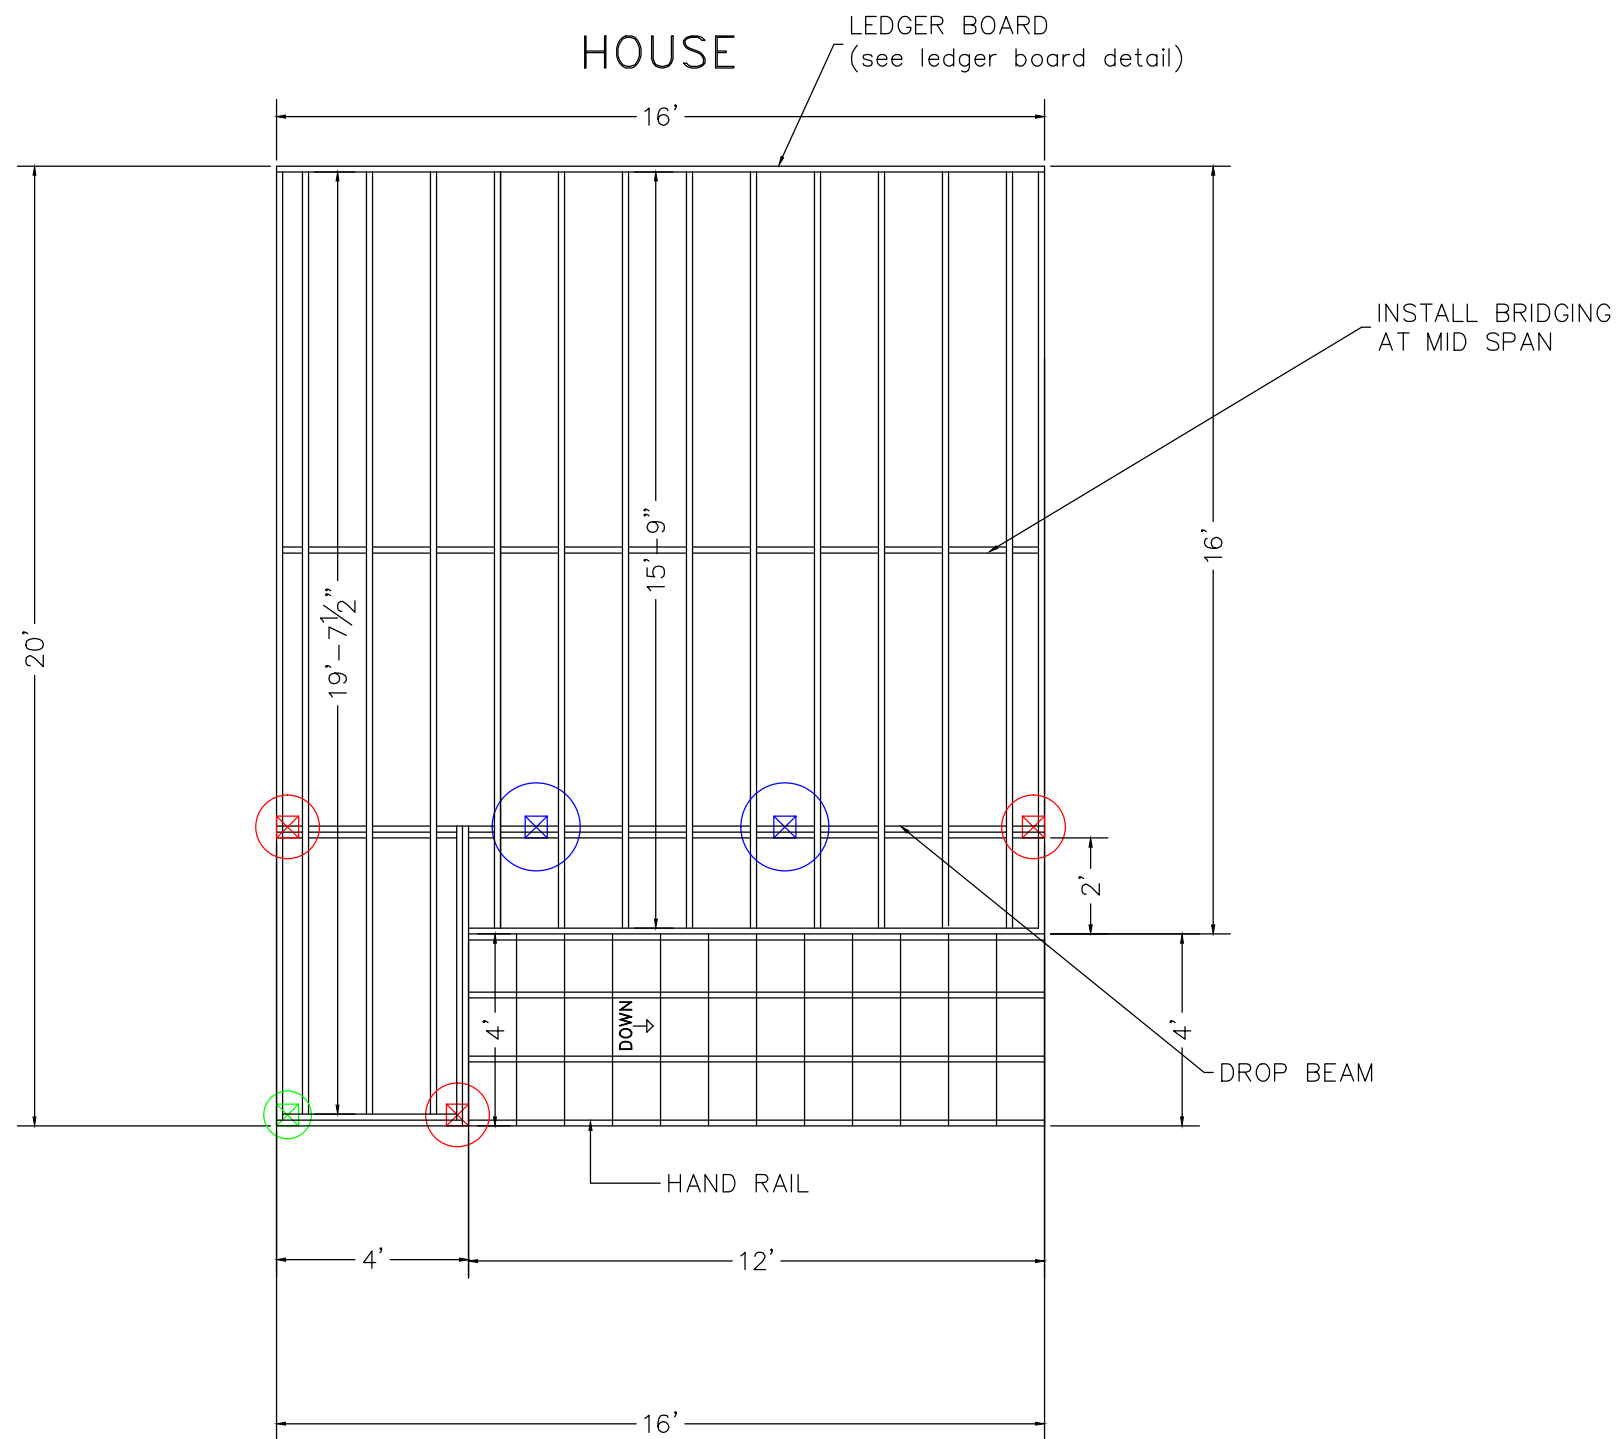 HOUSE
LEDGER BOARD
(see ledger board detail)
16'
INSTALL BRIDGING
AT MID SPAN
15'-9"
16'
19'-7½"
20'
2'
DOWN
4'
4'
DROP BEAM
HAND RAIL
4'
12'
16'